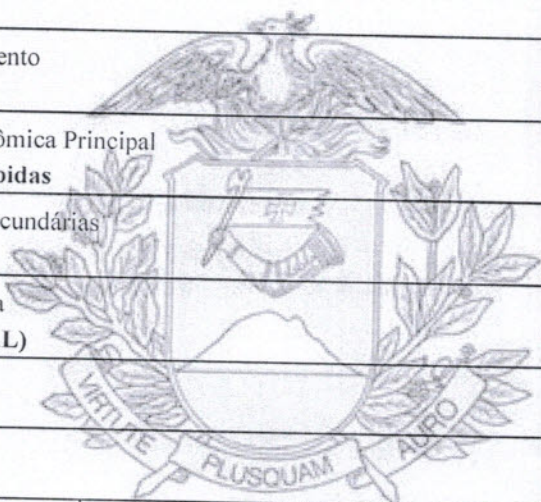 ento
ômica Principal
bidas
cundárias
a
L)
VIRTUTE PLUSQUAM AURO